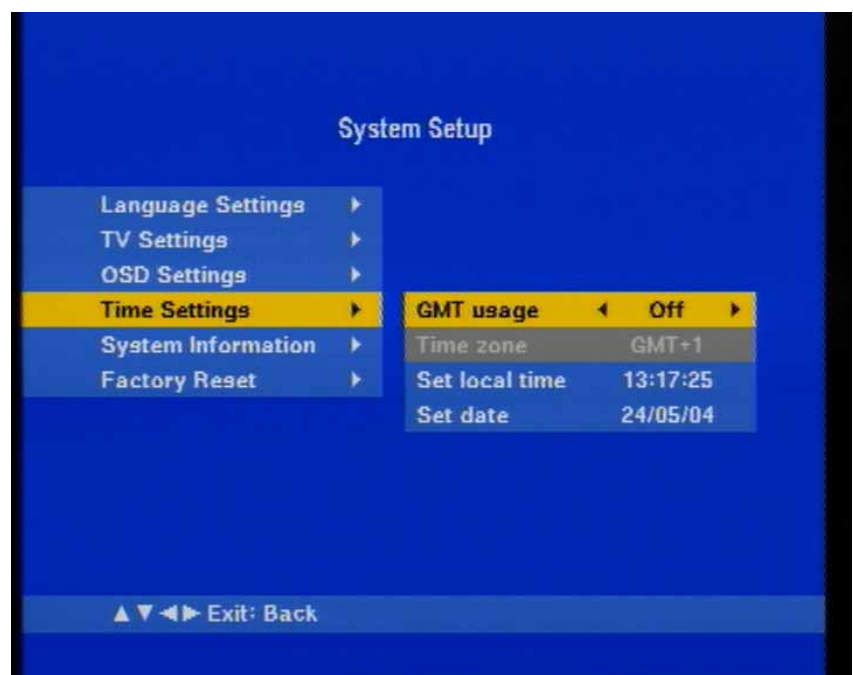 System Setup
Language Settings
TV Settings
OSD Settings
Time Settings
System Information
Factory Reset
GMT usage Off
Time zone GMT+1
Set local time 13:17:25
Set date 24/05/04
▲▼◀▶ Exit: Back